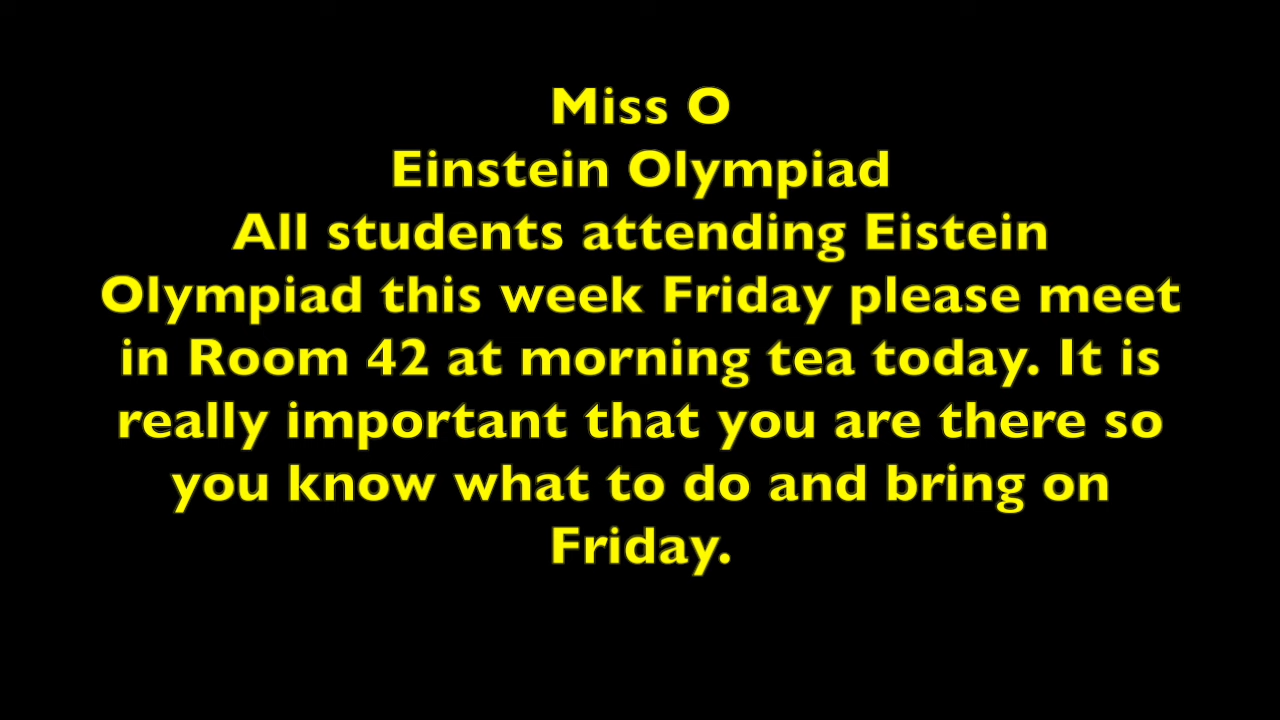 Miss O
Einstein Olympiad
All students attending Eistein
Olympiad this week Friday please meet
in Room 42 at morning tea today. It is
really important that you are there so
you know what to do and bring on
Friday.